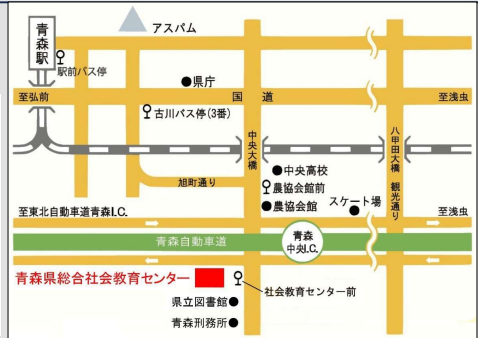 アスパム
青森駅
駅前バス停
県庁
至弘前
国道
至浅虫
古川バス停(3番)
中央大橋
八甲田大橋 観光通り
中央高校
旭町通り
農協会館前
農協会館
スケート場
至東北自動車道青森I.C.
至浅虫
青森自動車道
青森中央I.C.
青森県総合社会教育センター
社会教育センター前
県立図書館
青森刑務所